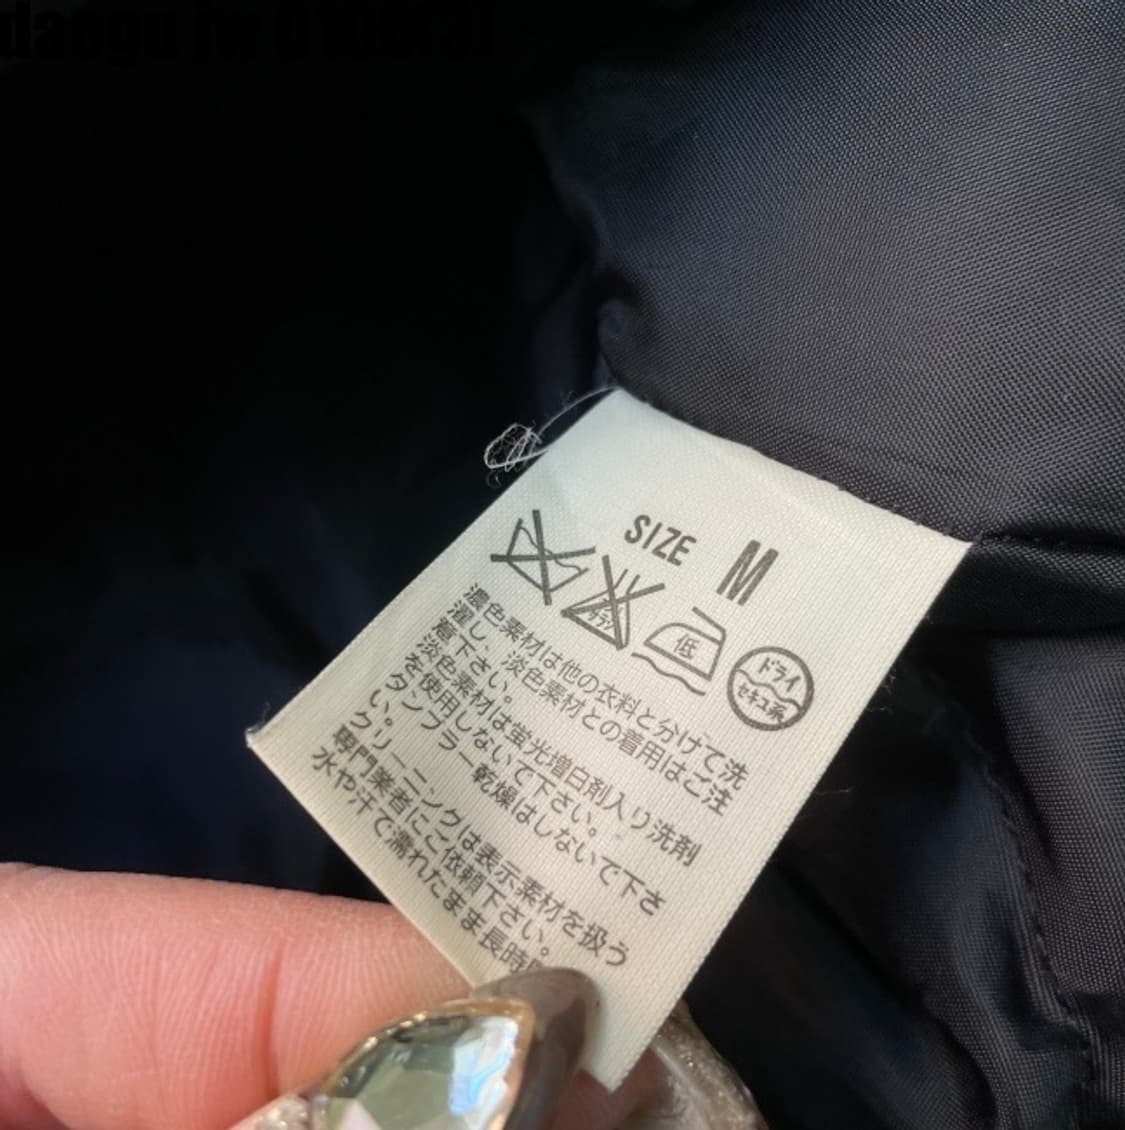 SIZE M
エンソサラシ
低
ドライ
セキユ系
濃色素材は他の衣料と分けて洗
濯し、淡色素材との着用はご注
意下さい。
淡色素材は蛍光増白剤入り洗剤
を使用しないで下さい。
タンブラー乾燥はしないで下さ
い。
クリーニングは表示素材を扱う
専門業者にご依頼下さい。
水や汗で濡れたまま長時